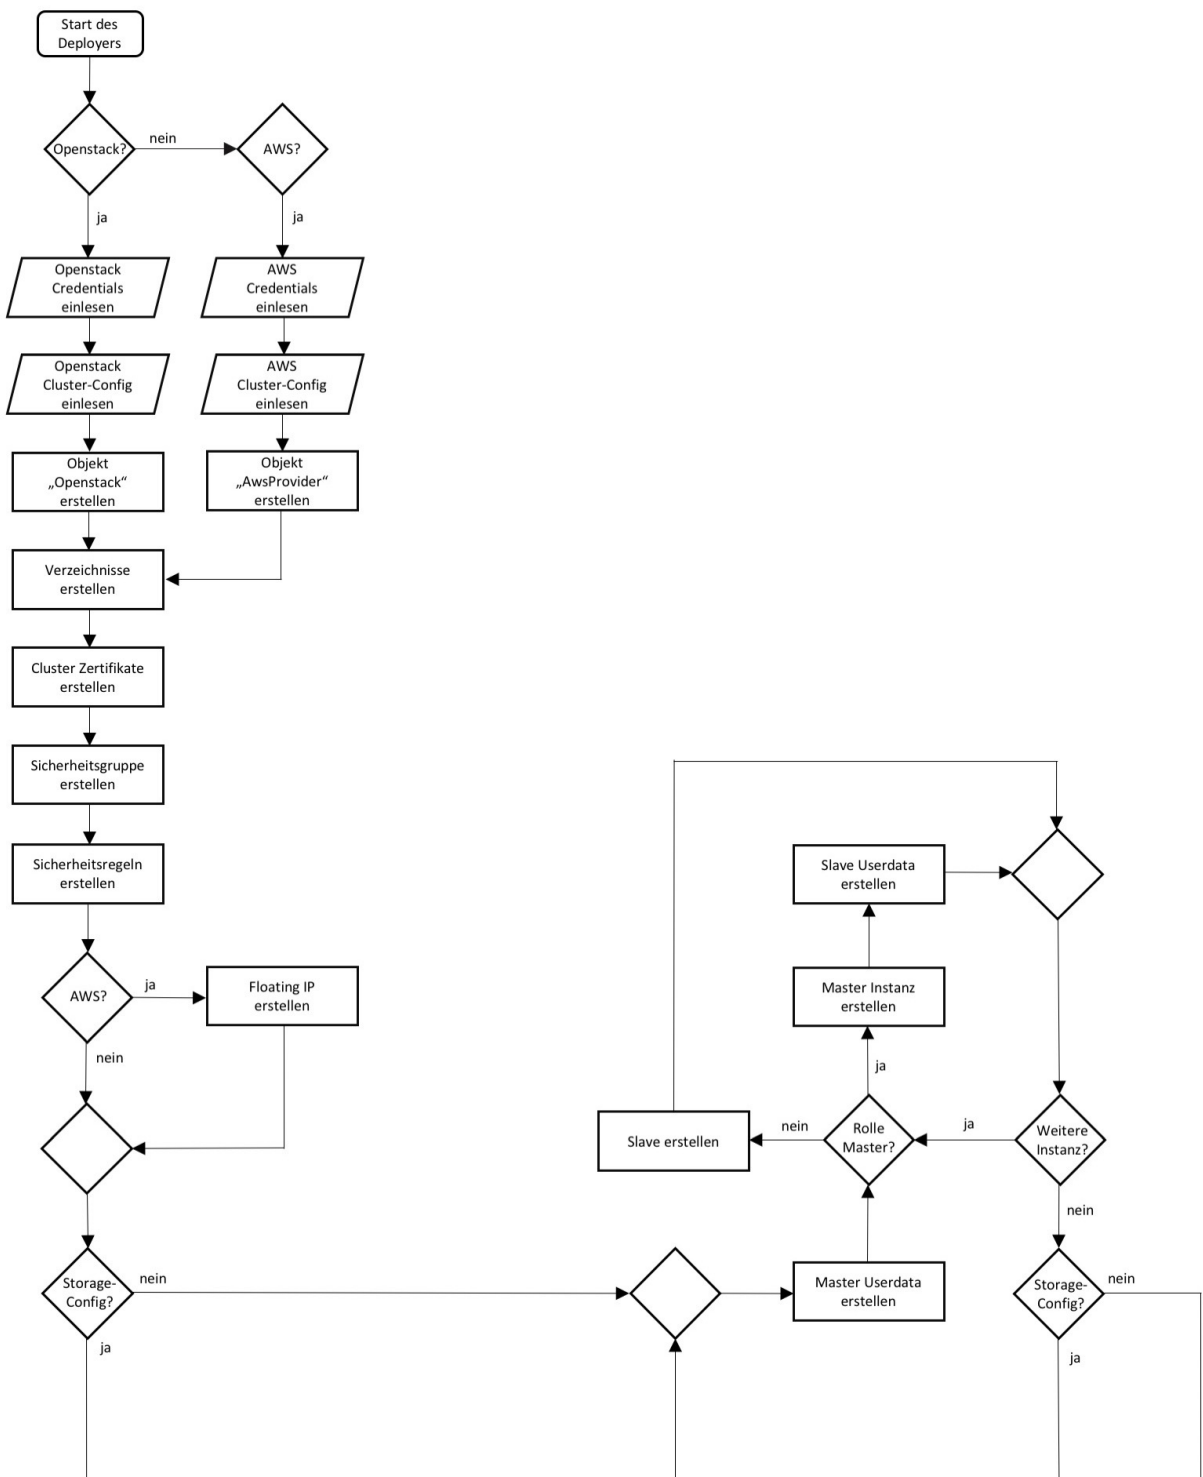 Start des
Deployers
Openstack?
nein
AWS?
ja
ja
Openstack
Credentials
einlesen
AWS
Credentials
einlesen
Openstack
Cluster-Config
einlesen
AWS
Cluster-Config
einlesen
Objekt
„Openstack“
erstellen
Objekt
„AwsProvider“
erstellen
Verzeichnisse
erstellen
Cluster Zertifikate
erstellen
Sicherheitsgruppe
erstellen
Sicherheitsregeln
erstellen
AWS?
ja
Floating IP
erstellen
nein
Storage-
Config?
nein
ja
Master Userdata
erstellen
Rolle
Master?
nein
Slave erstellen
ja
Master Instanz
erstellen
Slave Userdata
erstellen
Weitere
Instanz?
ja
nein
Storage-
Config?
nein
ja